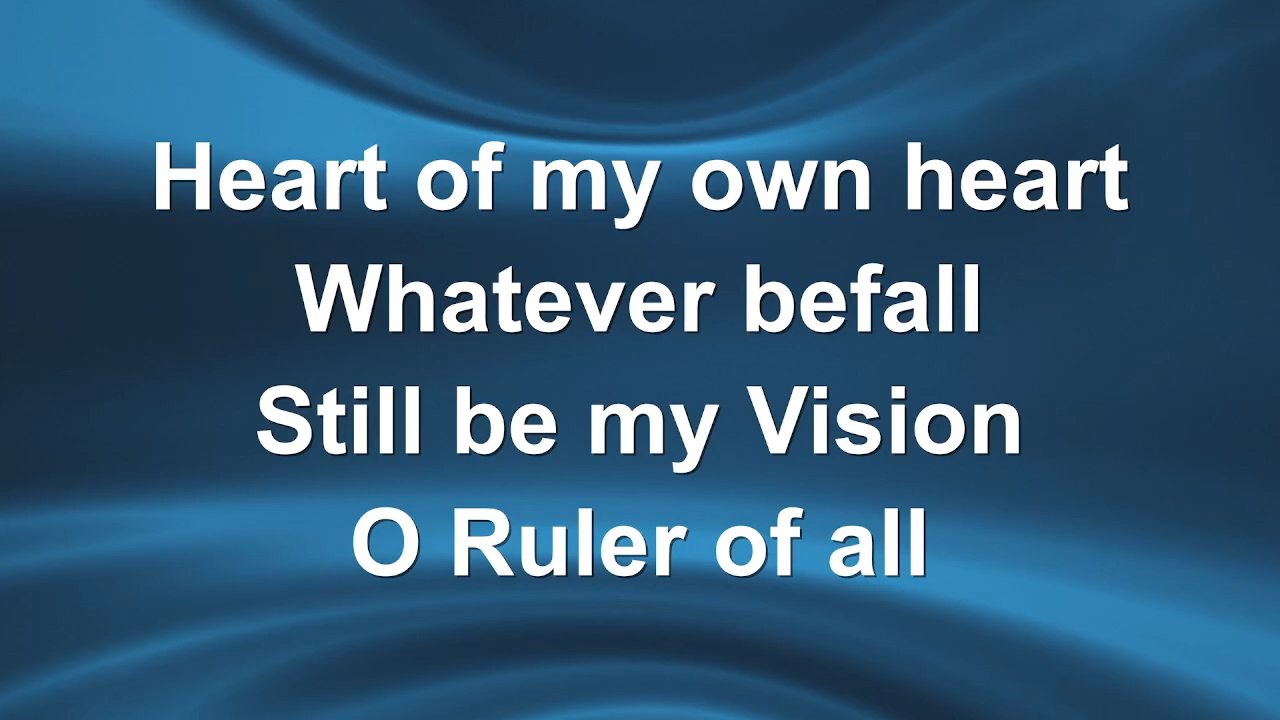 Heart of my own heart
Whatever befall
Still be my Vision
O Ruler of all